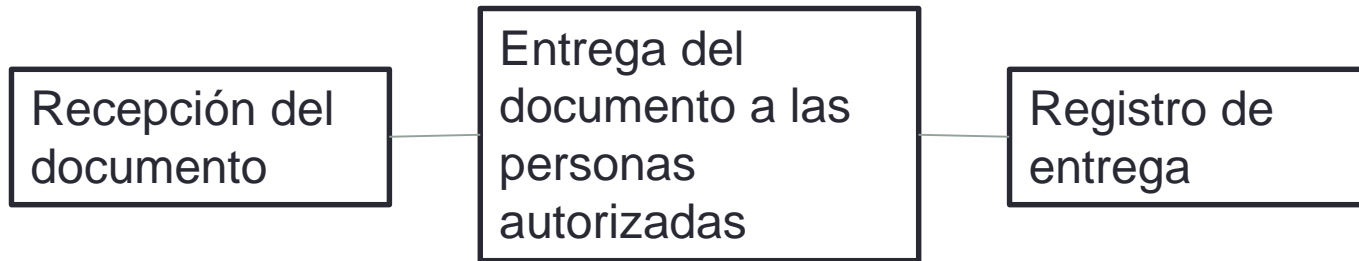 Recepción del
documento
Entrega del
documento a las
personas
autorizadas
Registro de
entrega